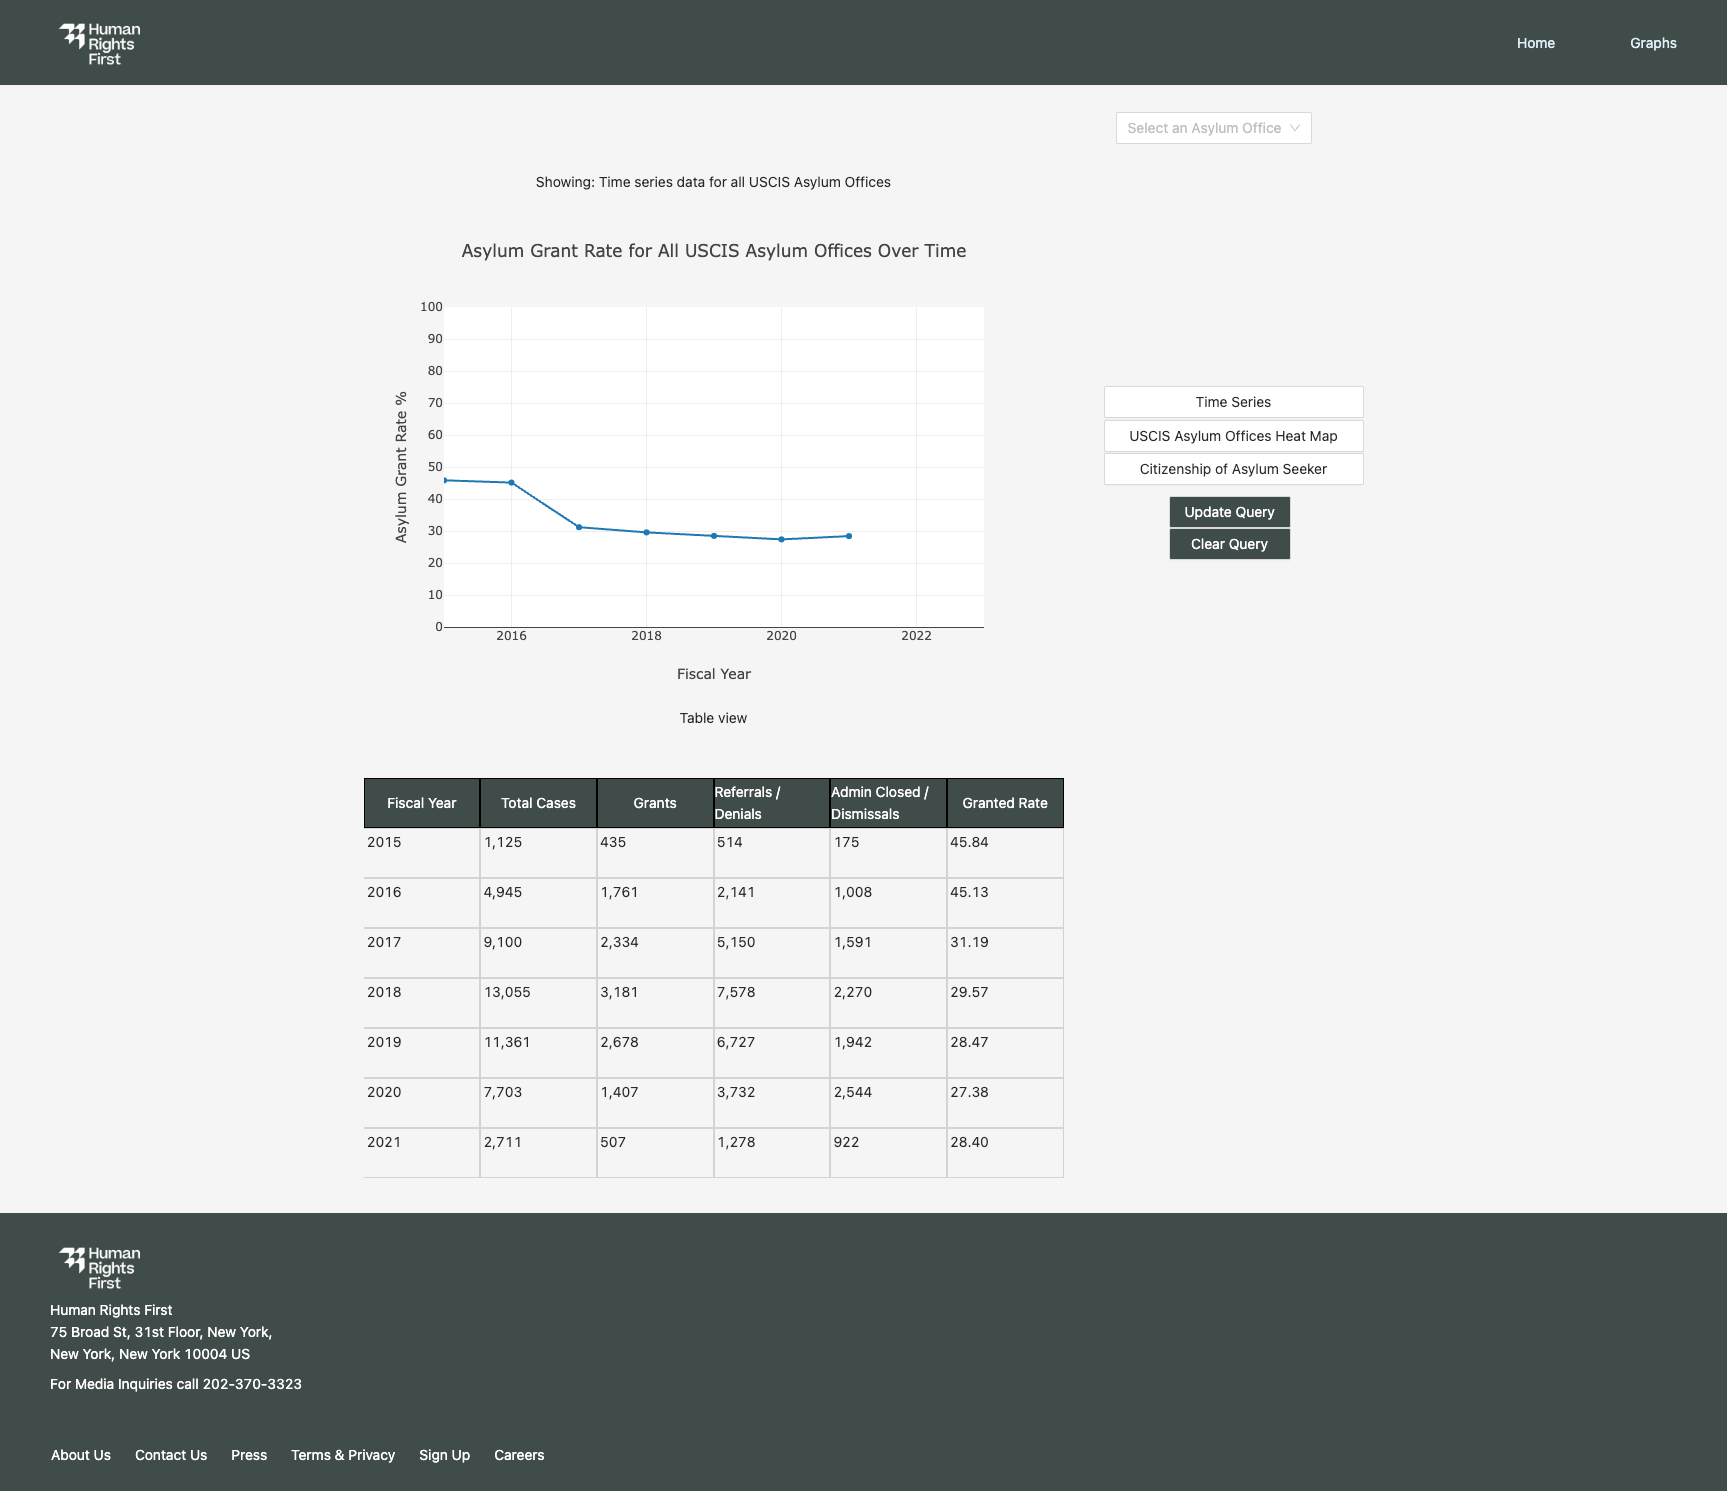 Human
Rights
First
Home
Graphs
Select an Asylum Office
Showing: Time series data for all USCIS Asylum Offices
Asylum Grant Rate for All USCIS Asylum Offices Over Time
100
90
80
70
60
50
40
30
20
10
0
Asylum Grant Rate %
2016 2018 2020 2022
Fiscal Year
Time Series
USCIS Asylum Offices Heat Map
Citizenship of Asylum Seeker
Update Query
Clear Query
Table view
Fiscal Year Total Cases Grants Referrals / Denials Admin Closed / Dismissals Granted Rate
2015 1,125 435 514 175 45.84
2016 4,945 1,761 2,141 1,008 45.13
2017 9,100 2,334 5,150 1,591 31.19
2018 13,055 3,181 7,578 2,270 29.57
2019 11,361 2,678 6,727 1,942 28.47
2020 7,703 1,407 3,732 2,544 27.38
2021 2,711 507 1,278 922 28.40
Human
Rights
First
Human Rights First
75 Broad St, 31st Floor, New York,
New York, New York 10004 US
For Media Inquiries call 202-370-3323
About Us Contact Us Press Terms & Privacy Sign Up Careers